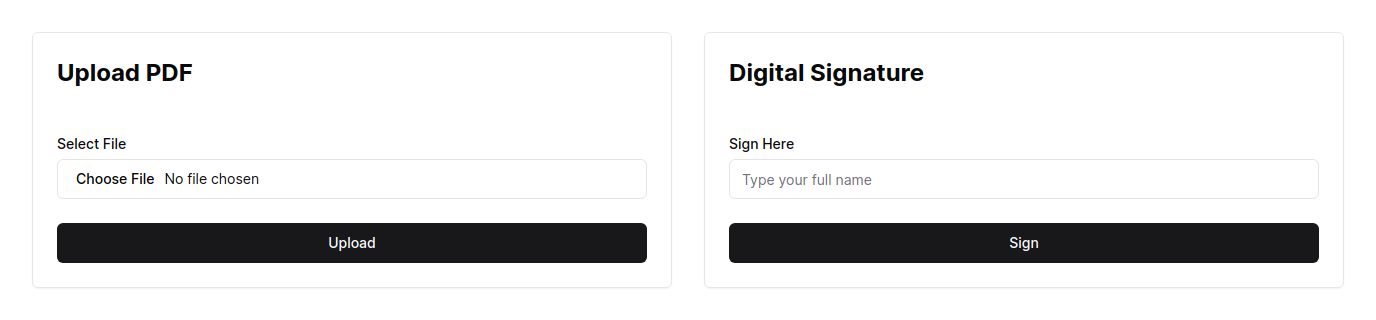 Upload PDF
Select File
Choose File No file chosen
Upload
Digital Signature
Sign Here
Type your full name
Sign